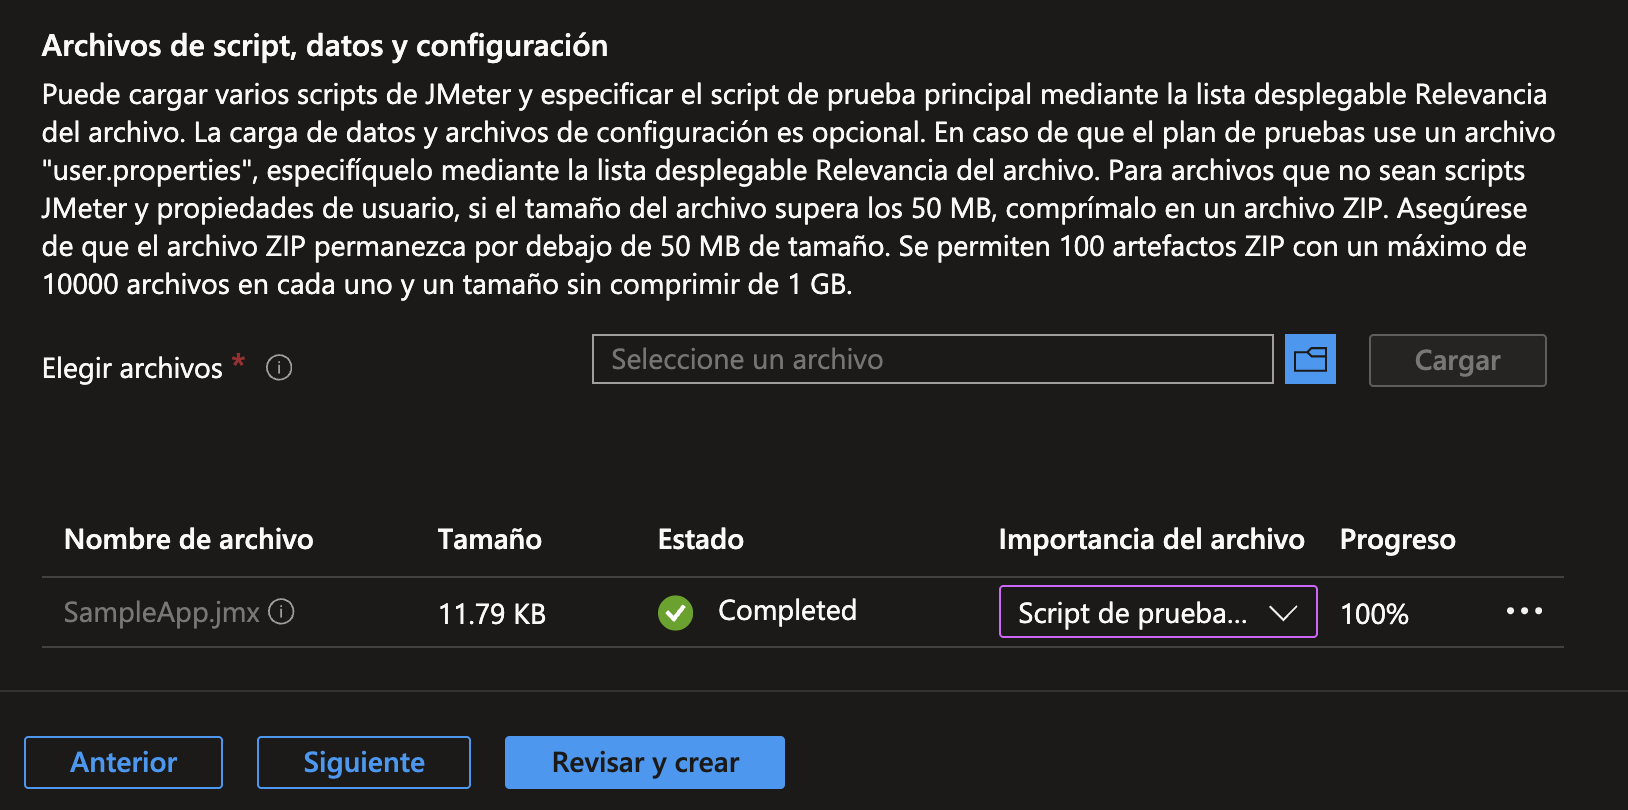 Archivos de script, datos y configuración
Puede cargar varios scripts de JMeter y especificar el script de prueba principal mediante la lista desplegable Relevancia
del archivo. La carga de datos y archivos de configuración es opcional. En caso de que el plan de pruebas use un archivo
"user.properties", especifíquelo mediante la lista desplegable Relevancia del archivo. Para archivos que no sean scripts
JMeter y propiedades de usuario, si el tamaño del archivo supera los 50 MB, comprímalo en un archivo ZIP. Asegúrese
de que el archivo ZIP permanezca por debajo de 50 MB de tamaño. Se permiten 100 artefactos ZIP con un máximo de
10000 archivos en cada uno y un tamaño sin comprimir de 1 GB.
Elegir archivos *
Seleccione un archivo
Cargar
Nombre de archivo Tamaño Estado Importancia del archivo Progreso
SampleApp.jmx 11.79 KB Completed Script de prueba... 100%
Anterior Siguiente Revisar y crear